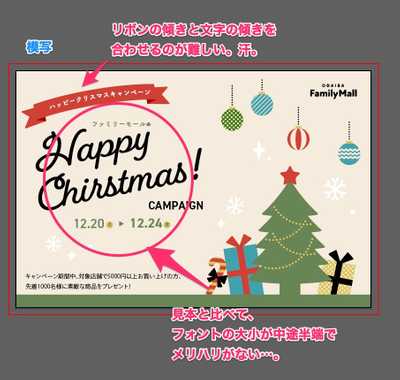 リボンの傾きと文字の傾きを
合わせるのが難しい。汗。
模写
ハッピークリスマスキャンペーン
ODAIBA
FamilyMall
ファミリーモールの
Happy
Chirstmas!
CAMPAIGN
12.20 ▶ 12.24
キャンペーン期間中、対象店舗で5000円以上お買い上げの方、
先着1000名様に素敵な商品をプレゼント!
見本と比べて、
フォントの大小が中途半端で
メリハリがない…。